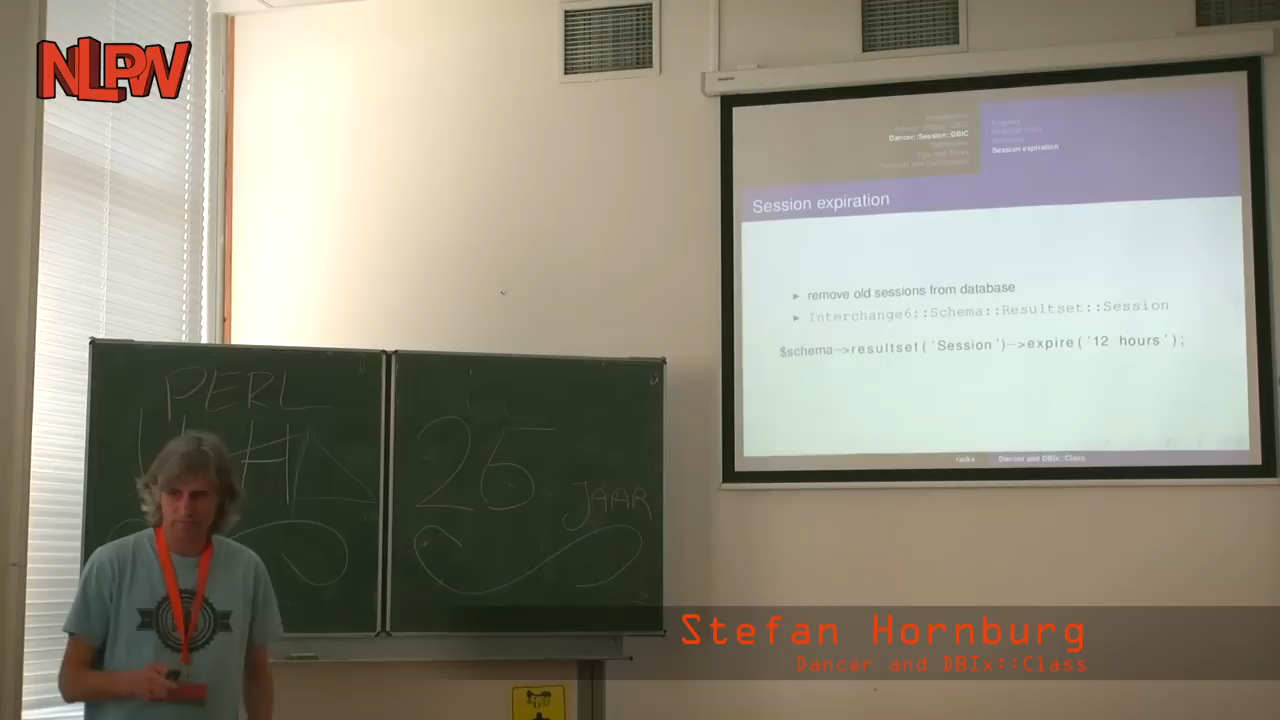 NLPW
Dancer::Session::DBIC
Session expiration
Session expiration
▸ remove old sessions from database
▸ Interchange6::Schema::Resultset::Session
$schema->resultset('Session')->expire('12 hours');
racke Dancer and DBIx::Class
PERL
26
JAAR
Stefan Hornburg
Dancer and DBIx::Class